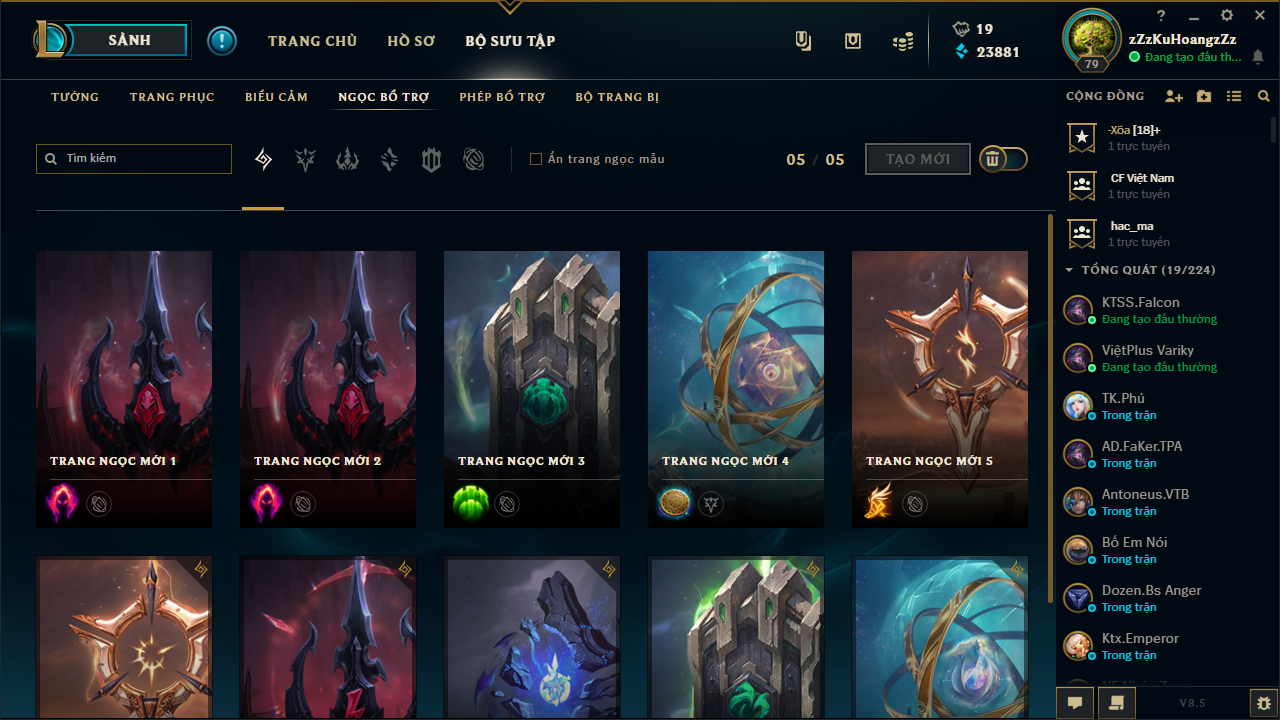 SẢNH
TRANG CHỦ
HỒ SƠ
BỘ SƯU TẬP
19
23881
79
zZzKuHoangzZz
Đang tạo đấu th...
TƯỚNG
TRANG PHỤC
BIỂU CẢM
NGỌC BỔ TRỢ
PHÉP BỔ TRỢ
BỘ TRANG BỊ
Tìm kiếm
Ẩn trang ngọc mẫu
05 / 05
TẠO MỚI
TRANG NGỌC MỚI 1
TRANG NGỌC MỚI 2
TRANG NGỌC MỚI 3
TRANG NGỌC MỚI 4
TRANG NGỌC MỚI 5
CỘNG ĐỒNG
-Xõa [18]+
1 trực tuyến
CF Việt Nam
1 trực tuyến
hac_ma
1 trực tuyến
TỔNG QUÁT (19/224)
KTSS.Falcon
Đang tạo đấu thường
ViệtPlus Variky
Đang tạo đấu thường
TK.Phú
Trong trận
AD.FaKer.TPA
Trong trận
Antoneus.VTB
Trong trận
Bố Em Nói
Trong trận
Dozen.Bs Anger
Trong trận
Ktx.Emperor
Trong trận
V8.5